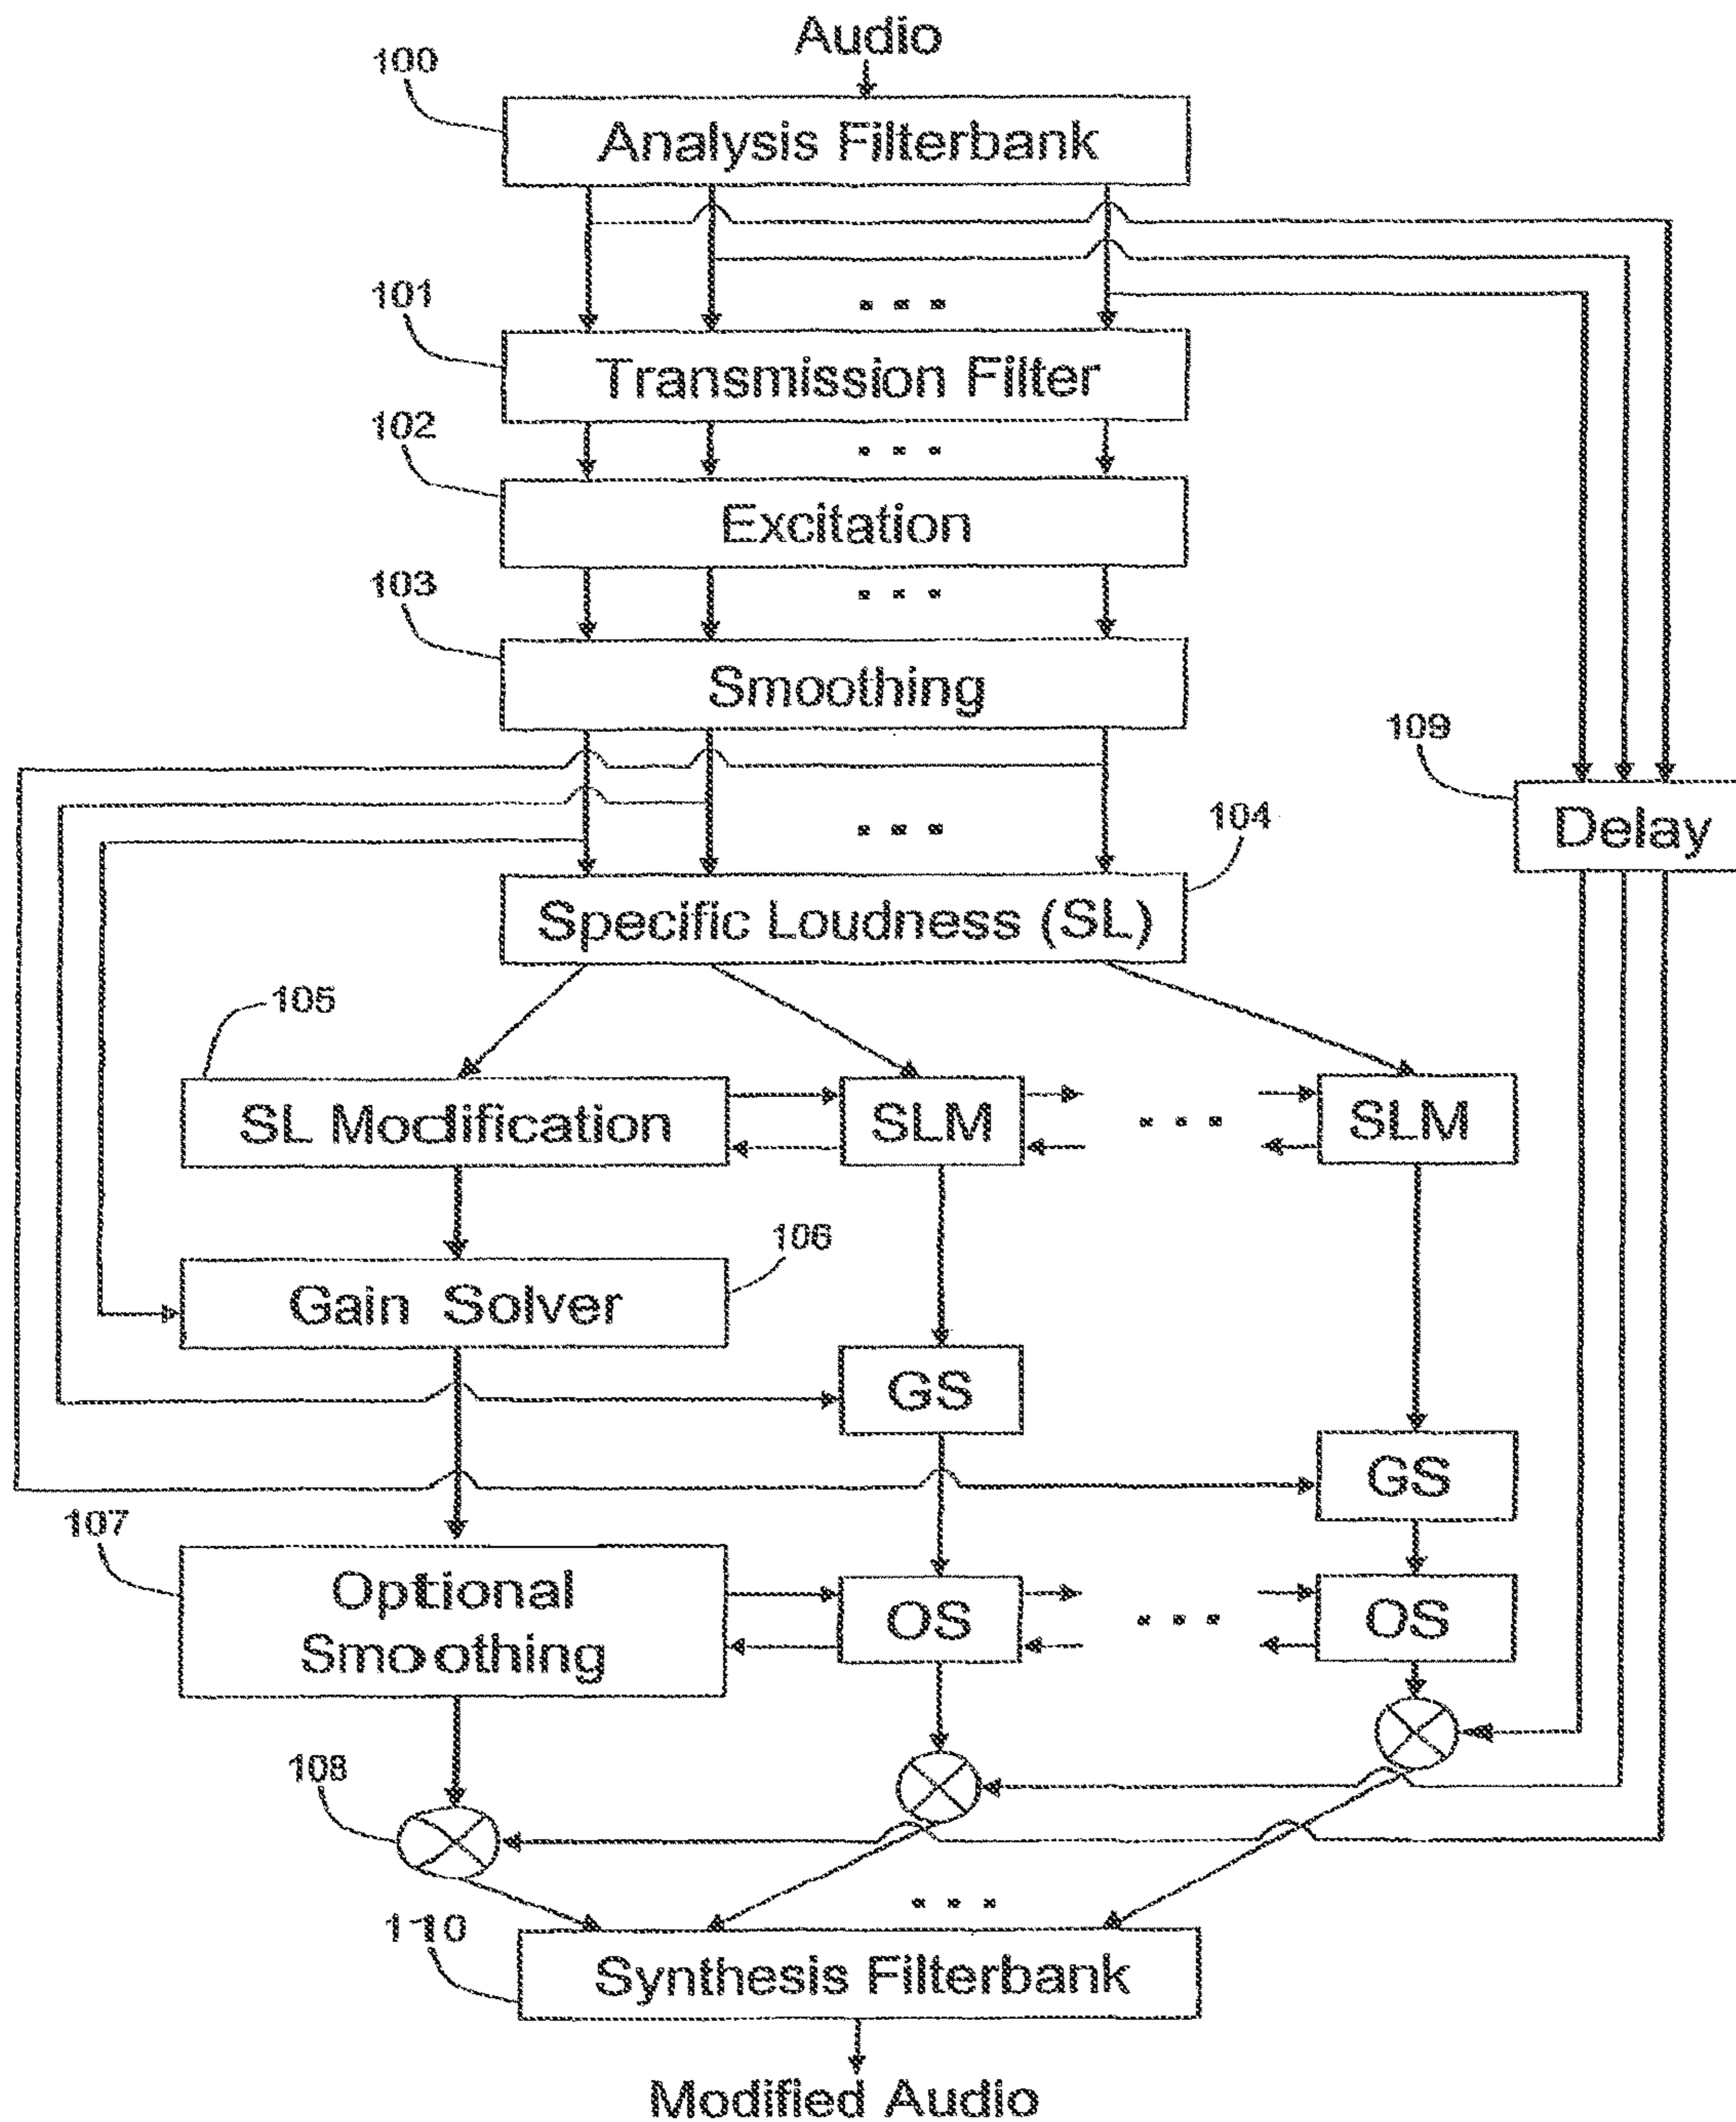 Audio
100
Analysis Filterbank
101
. . .
Transmission Filter
102
. . .
Excitation
103
. . .
Smoothing
109
Delay
104
. . .
Specific Loudness (SL)
105
SL Modification
SLM
. . .
SLM
106
Gain Solver
GS
GS
107
Optional
Smoothing
OS
. . .
OS
108
. . .
110
Synthesis Filterbank
Modified Audio